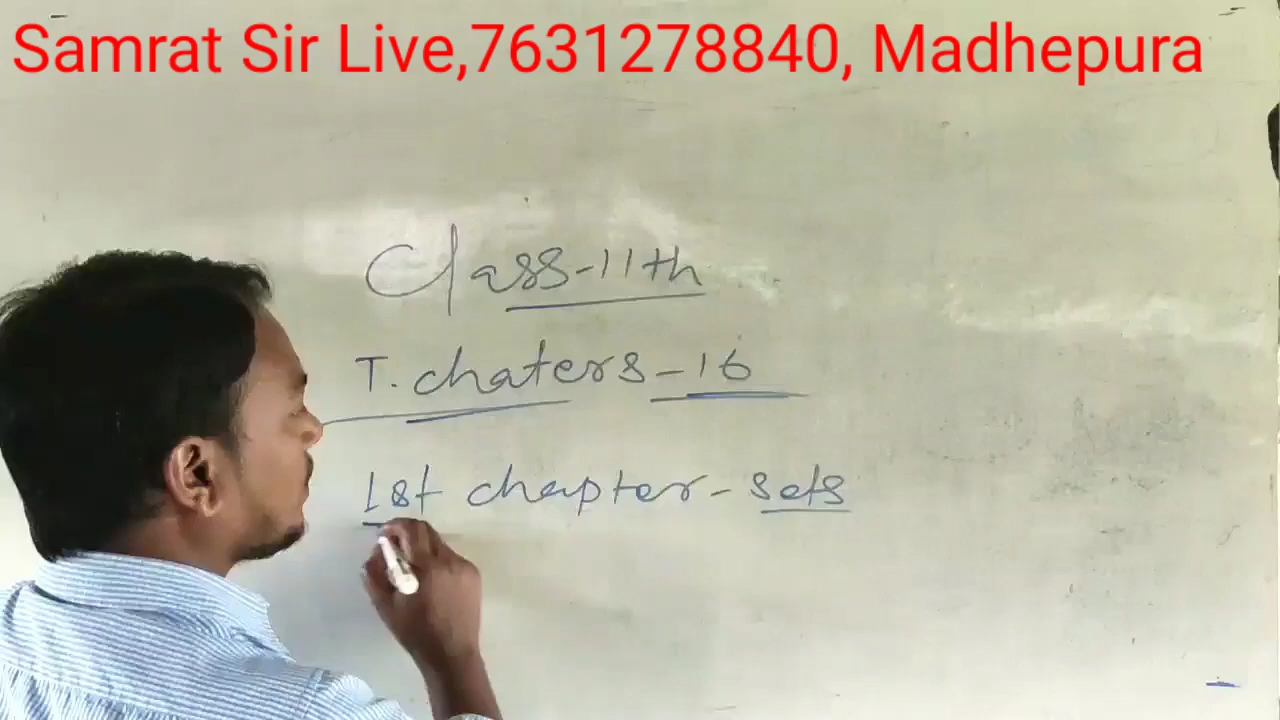 Samrat Sir Live,7631278840, Madhepura
Class-11th
T. chaters-16
1st chapter-sets